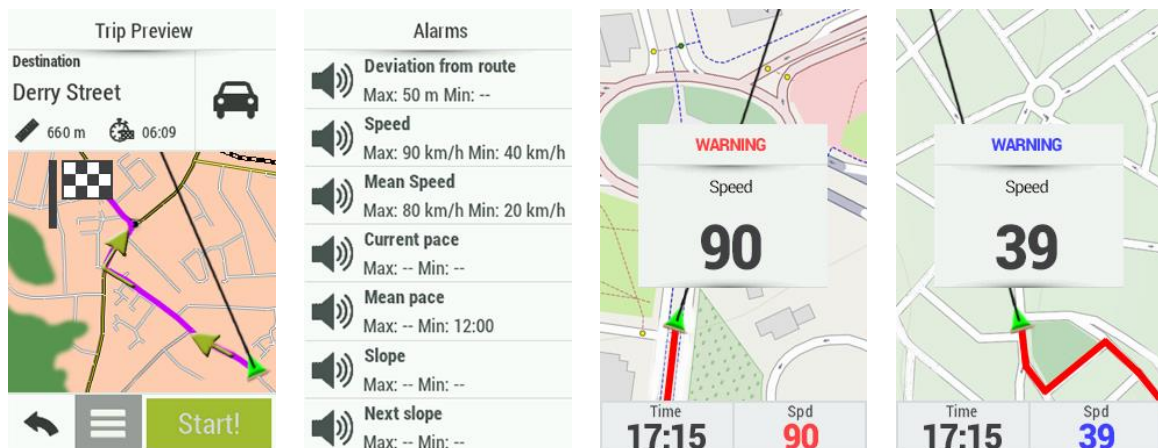 Trip Preview
Destination
Derry Street
660 m 06:09
Start!
Alarms
Deviation from route
Max: 50 m Min: --
Speed
Max: 90 km/h Min: 40 km/h
Mean Speed
Max: 80 km/h Min: 20 km/h
Current pace
Max: -- Min: --
Mean pace
Max: -- Min: 12:00
Slope
Max: -- Min: --
Next slope
Max: -- Min: --
WARNING
Speed
90
Time Spd
17:15 90
WARNING
Speed
39
Time Spd
17:15 39